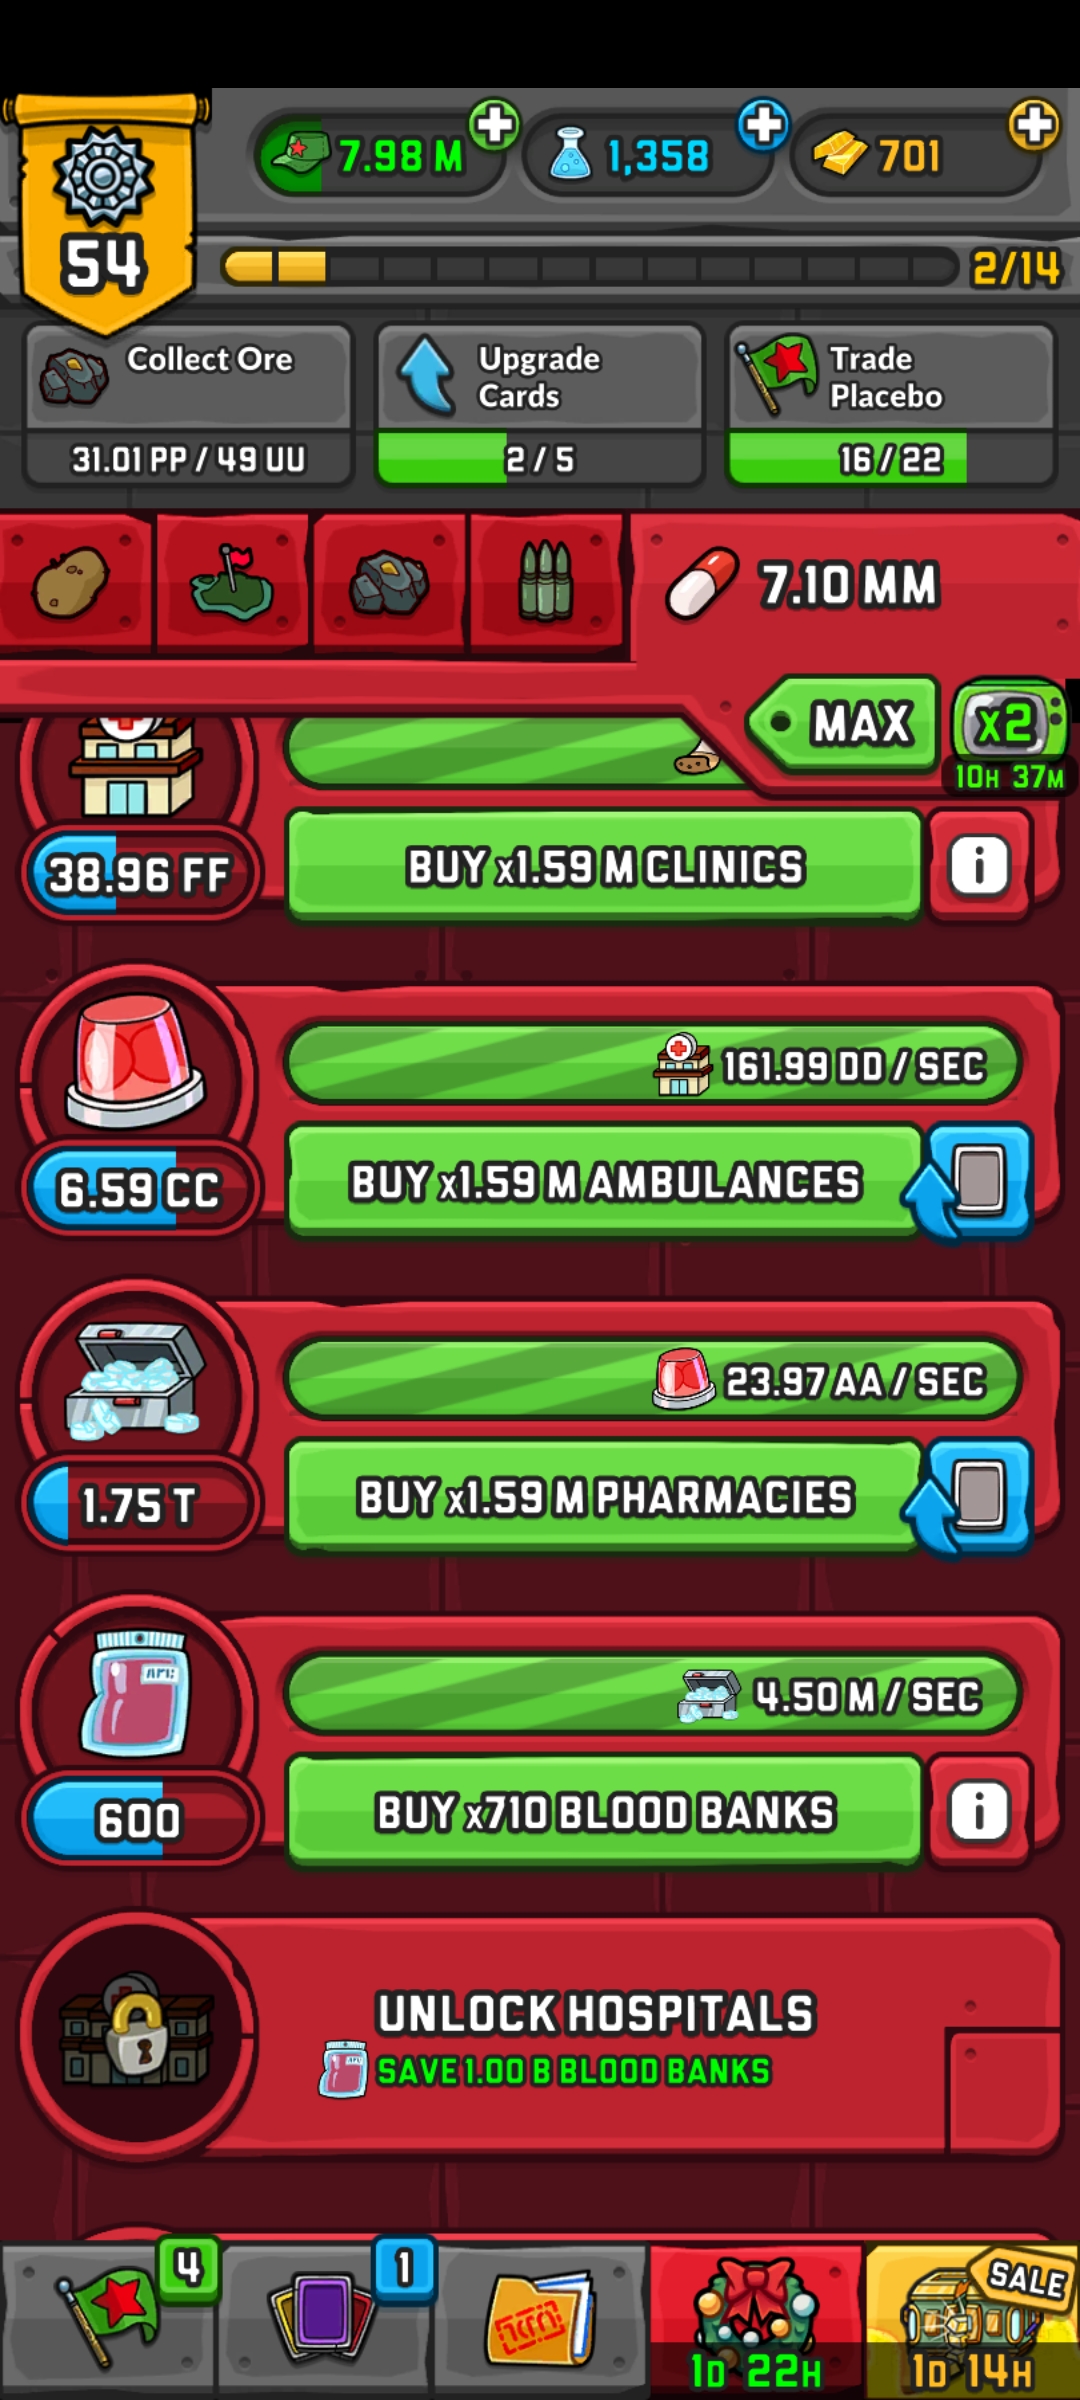 54
7.98 M
1,358
701
2/14
Collect Ore
31.01 PP / 49 UU
Upgrade
Cards
2 / 5
Trade
Placebo
16 / 22
7.10 MM
MAX
x2
10H 37M
38.96 FF
BUY x1.59 M CLINICS
i
161.99 DD / SEC
6.59 CC
BUY x1.59 M AMBULANCES
23.97 AA / SEC
1.75 T
BUY x1.59 M PHARMACIES
4.50 M / SEC
600
BUY x710 BLOOD BANKS
i
UNLOCK HOSPITALS
SAVE 1.00 B BLOOD BANKS
4
1
1D 22H
SALE
1D 14H